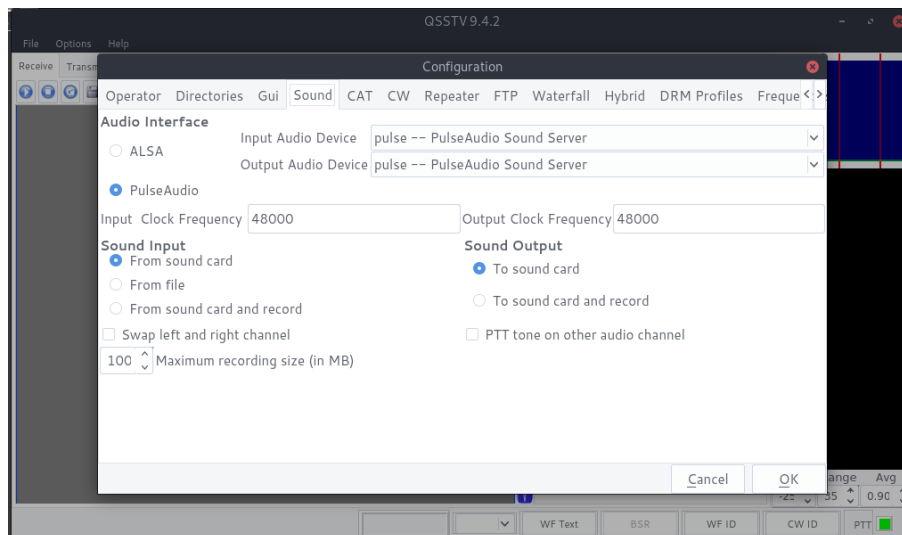 QSSTV 9.4.2
File Options Help
Receive
Configuration
Operator Directories Gui Sound CAT CW Repeater FTP Waterfall Hybrid DRM Profiles
Audio Interface
ALSA
Input Audio Device pulse -- PulseAudio Sound Server
Output Audio Device pulse -- PulseAudio Sound Server
PulseAudio
Input Clock Frequency 48000 Output Clock Frequency 48000
Sound Input Sound Output
From sound card To sound card
From file
From sound card and record To sound card and record
Swap left and right channel PTT tone on other audio channel
100 Maximum recording size (in MB)
Cancel OK
Avg
0.90
WF Text BSR WF ID CW ID PTT